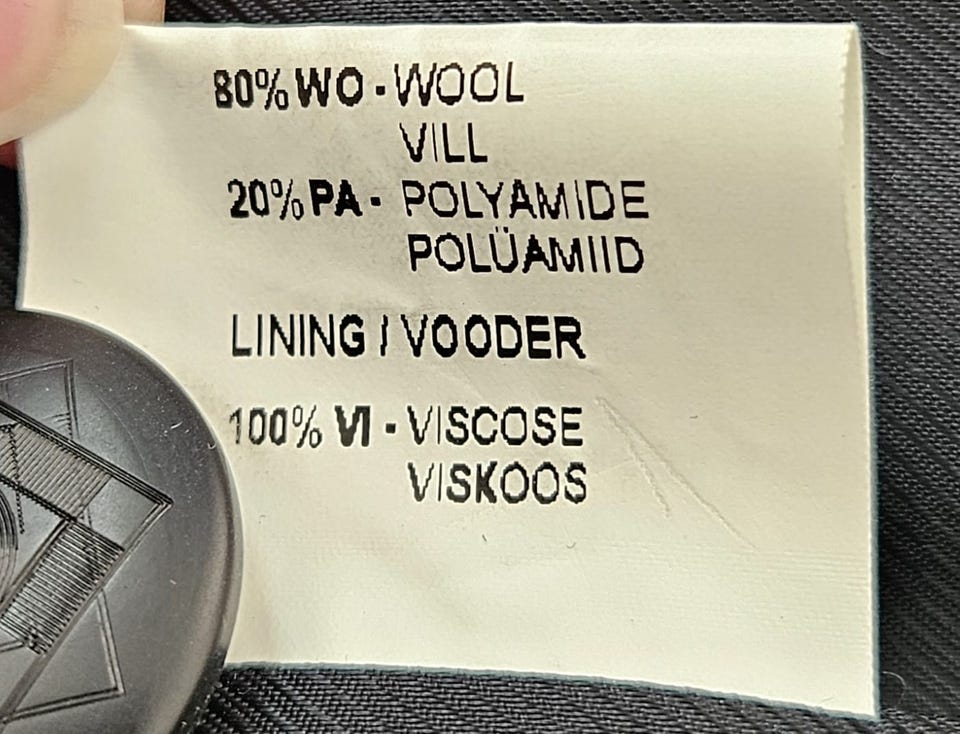 80% WO - WOOL
VILL
20% PA - POLYAMIDE
POLÜAMIID
LINING / VOODER
100% VI - VISCOSE
VISKOOS